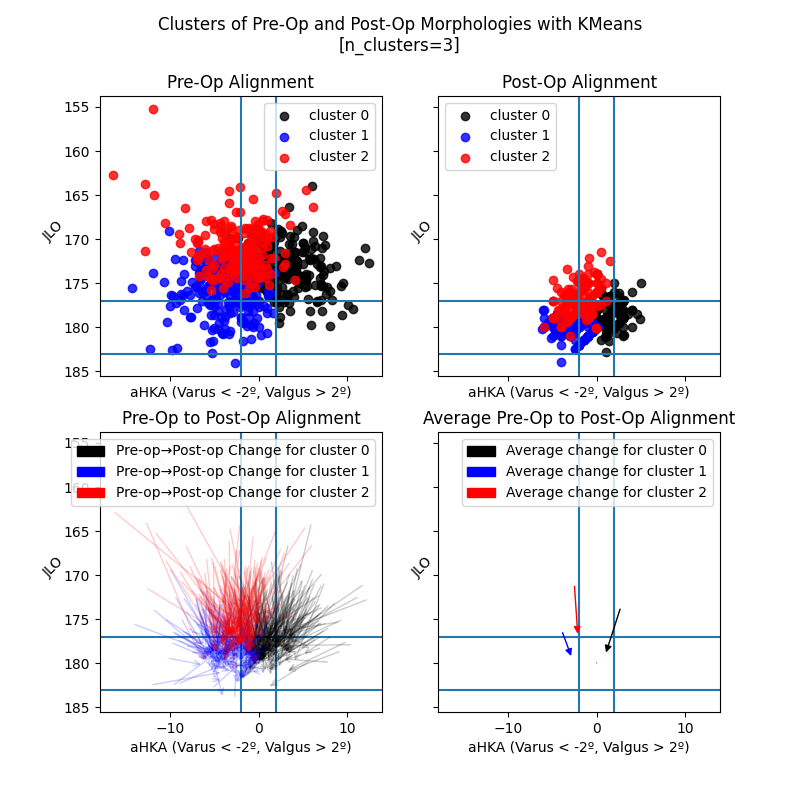 Clusters of Pre-Op and Post-Op Morphologies with KMeans
[n_clusters=3]
Pre-Op Alignment
155
160
165
170
175
180
185
JLO
cluster 0
cluster 1
cluster 2
aHKA (Varus < -2º, Valgus > 2º)
Post-Op Alignment
JLO
cluster 0
cluster 1
cluster 2
aHKA (Varus < -2º, Valgus > 2º)
Pre-Op to Post-Op Alignment
155
160
165
170
175
180
185
JLO
Pre-op→Post-op Change for cluster 0
Pre-op→Post-op Change for cluster 1
Pre-op→Post-op Change for cluster 2
−10
0
10
aHKA (Varus < -2º, Valgus > 2º)
Average Pre-Op to Post-Op Alignment
JLO
Average change for cluster 0
Average change for cluster 1
Average change for cluster 2
−10
0
10
aHKA (Varus < -2º, Valgus > 2º)